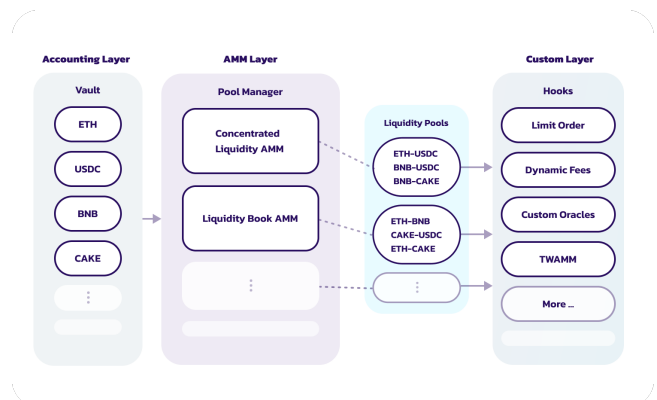 Accounting Layer
AMM Layer
Custom Layer
Vault
ETH
USDC
BNB
CAKE
Pool Manager
Concentrated
Liquidity AMM
Liquidity Book AMM
Liquidity Pools
ETH-USDC
BNB-USDC
BNB-CAKE
ETH-BNB
CAKE-USDC
ETH-CAKE
Hooks
Limit Order
Dynamic Fees
Custom Oracles
TWAMM
More ...